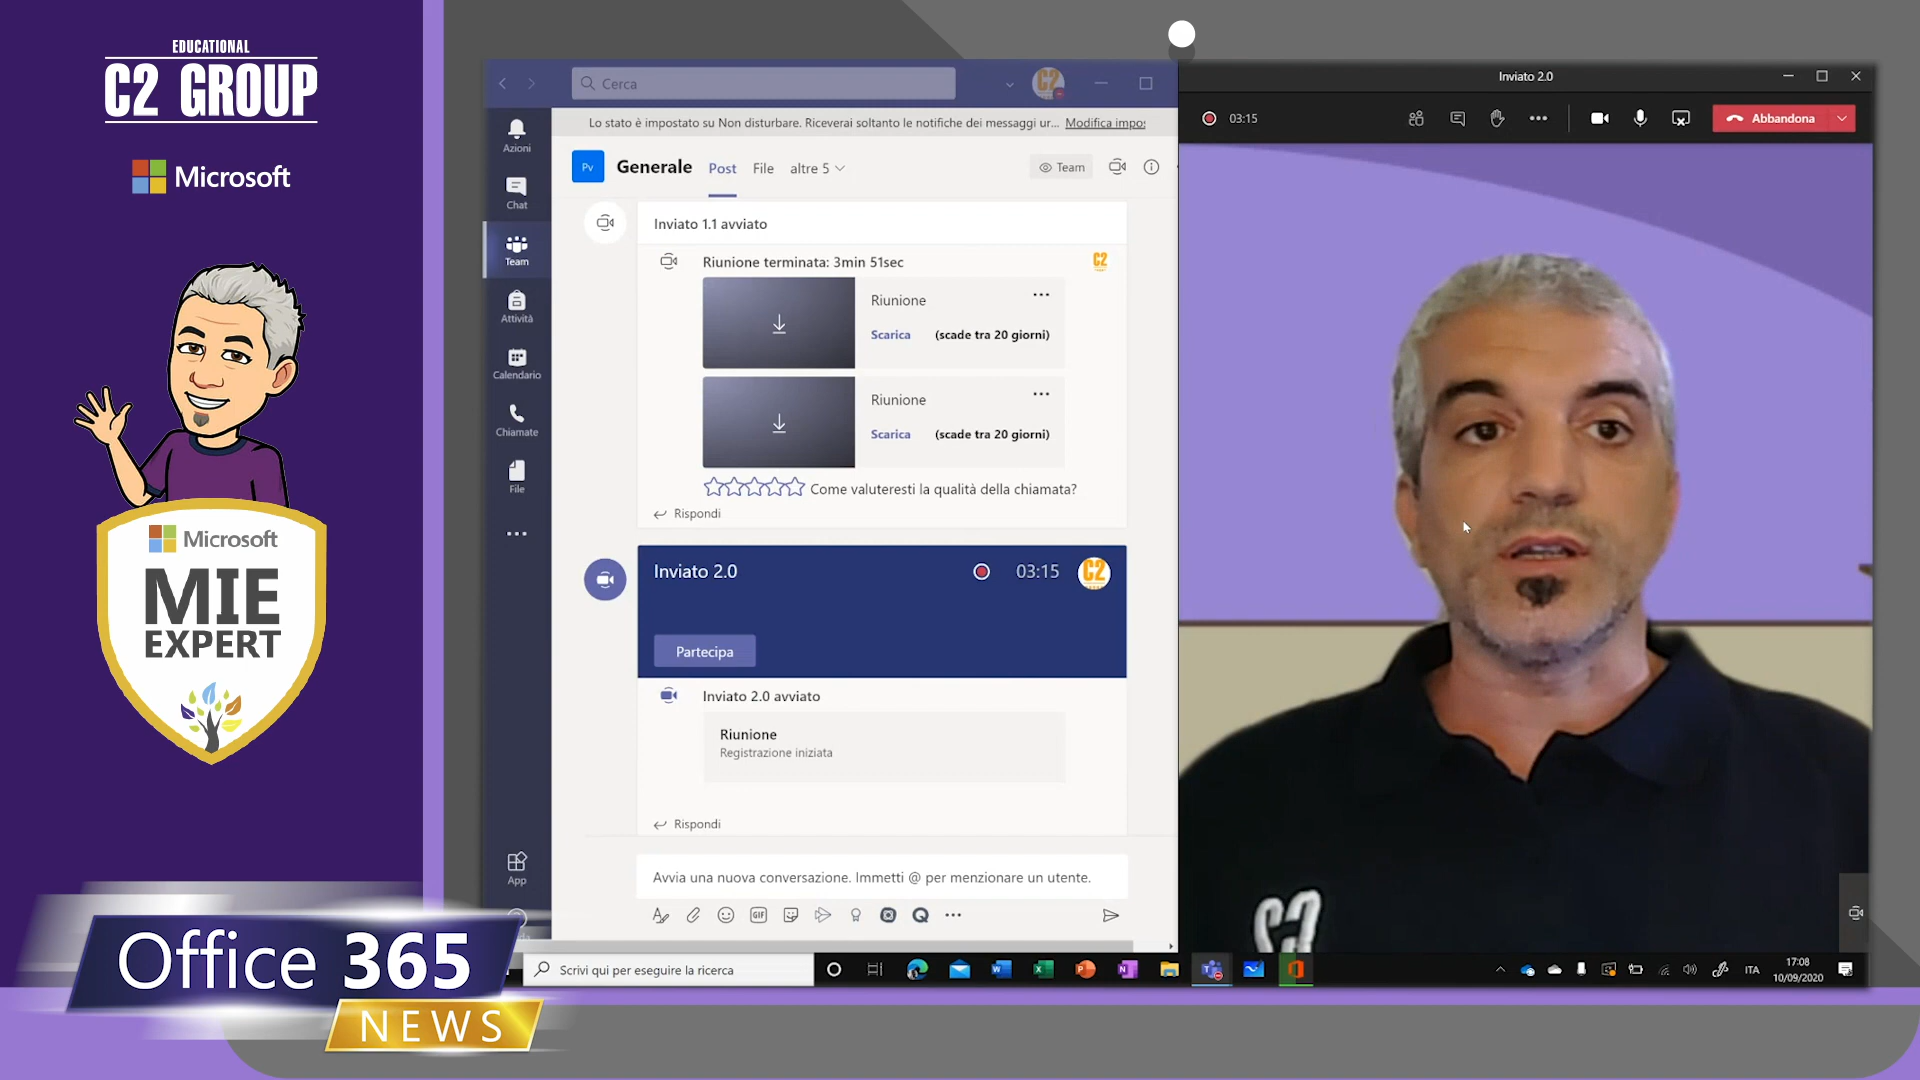 EDUCATIONAL
C2 GROUP
Microsoft
Microsoft
MIE
EXPERT
Office 365
NEWS
Cerca
Lo stato è impostato su Non disturbare. Riceverai soltanto le notifiche dei messaggi ur... Modifica impo
Azioni
Chat
Team
Attività
Calendario
Chiamate
File
App
Pv
Generale
Post
File
altre 5
Team
Inviato 1.1 avviato
Riunione terminata: 3min 51sec
C2
Riunione
Scarica (scade tra 20 giorni)
Riunione
Scarica (scade tra 20 giorni)
Come valuteresti la qualità della chiamata?
Rispondi
Inviato 2.0
03:15
C2
Partecipa
Inviato 2.0 avviato
Riunione
Registrazione iniziata
Rispondi
Avvia una nuova conversazione. Immetti @ per menzionare un utente.
GIF
Inviato 2.0
03:15
Abbandona
C2
Scrivi qui per eseguire la ricerca
ITA
17:08
10/09/2020